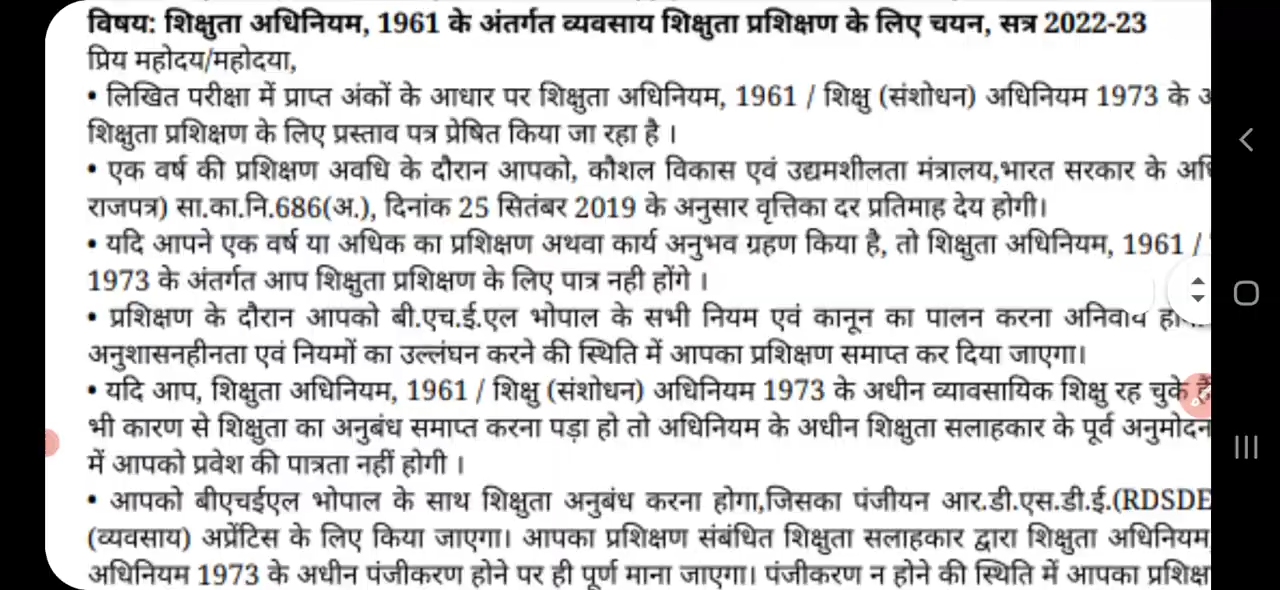 विषय: शिक्षुता अधिनियम, 1961 के अंतर्गत व्यवसाय शिक्षुता प्रशिक्षण के लिए चयन, सत्र 2022-23
प्रिय महोदय/महोदया,
• लिखित परीक्षा में प्राप्त अंकों के आधार पर शिक्षुता अधिनियम, 1961 / शिक्षु (संशोधन) अधिनियम 1973 के
शिक्षुता प्रशिक्षण के लिए प्रस्ताव पत्र प्रेषित किया जा रहा है ।
• एक वर्ष की प्रशिक्षण अवधि के दौरान आपको, कौशल विकास एवं उद्यमशीलता मंत्रालय,भारत सरकार के
राजपत्र) सा.का.नि.686(अ.), दिनांक 25 सितंबर 2019 के अनुसार वृत्तिका दर प्रतिमाह देय होगी।
• यदि आपने एक वर्ष या अधिक का प्रशिक्षण अथवा कार्य अनुभव ग्रहण किया है, तो शिक्षुता अधिनियम, 1961 /
1973 के अंतर्गत आप शिक्षुता प्रशिक्षण के लिए पात्र नही होंगे ।
• प्रशिक्षण के दौरान आपको बी.एच.ई.एल भोपाल के सभी नियम एवं कानून का पालन करना अनिवार्य
अनुशासनहीनता एवं नियमों का उल्लंघन करने की स्थिति में आपका प्रशिक्षण समाप्त कर दिया जाएगा।
• यदि आप, शिक्षुता अधिनियम, 1961 / शिक्षु (संशोधन) अधिनियम 1973 के अधीन व्यावसायिक शिक्षु रह चुके
भी कारण से शिक्षुता का अनुबंध समाप्त करना पड़ा हो तो अधिनियम के अधीन शिक्षुता सलाहकार के पूर्व अनुमोदन
में आपको प्रवेश की पात्रता नहीं होगी ।
• आपको बीएचईएल भोपाल के साथ शिक्षुता अनुबंध करना होगा,जिसका पंजीयन आर.डी.एस.डी.ई.(RDSDE
(व्यवसाय) अप्रेंटिस के लिए किया जाएगा। आपका प्रशिक्षण संबंधित शिक्षुता सलाहकार द्वारा शिक्षुता अधिनियम,
अधिनियम 1973 के अधीन पंजीकरण होने पर ही पूर्ण माना जाएगा। पंजीकरण न होने की स्थिति में आपका